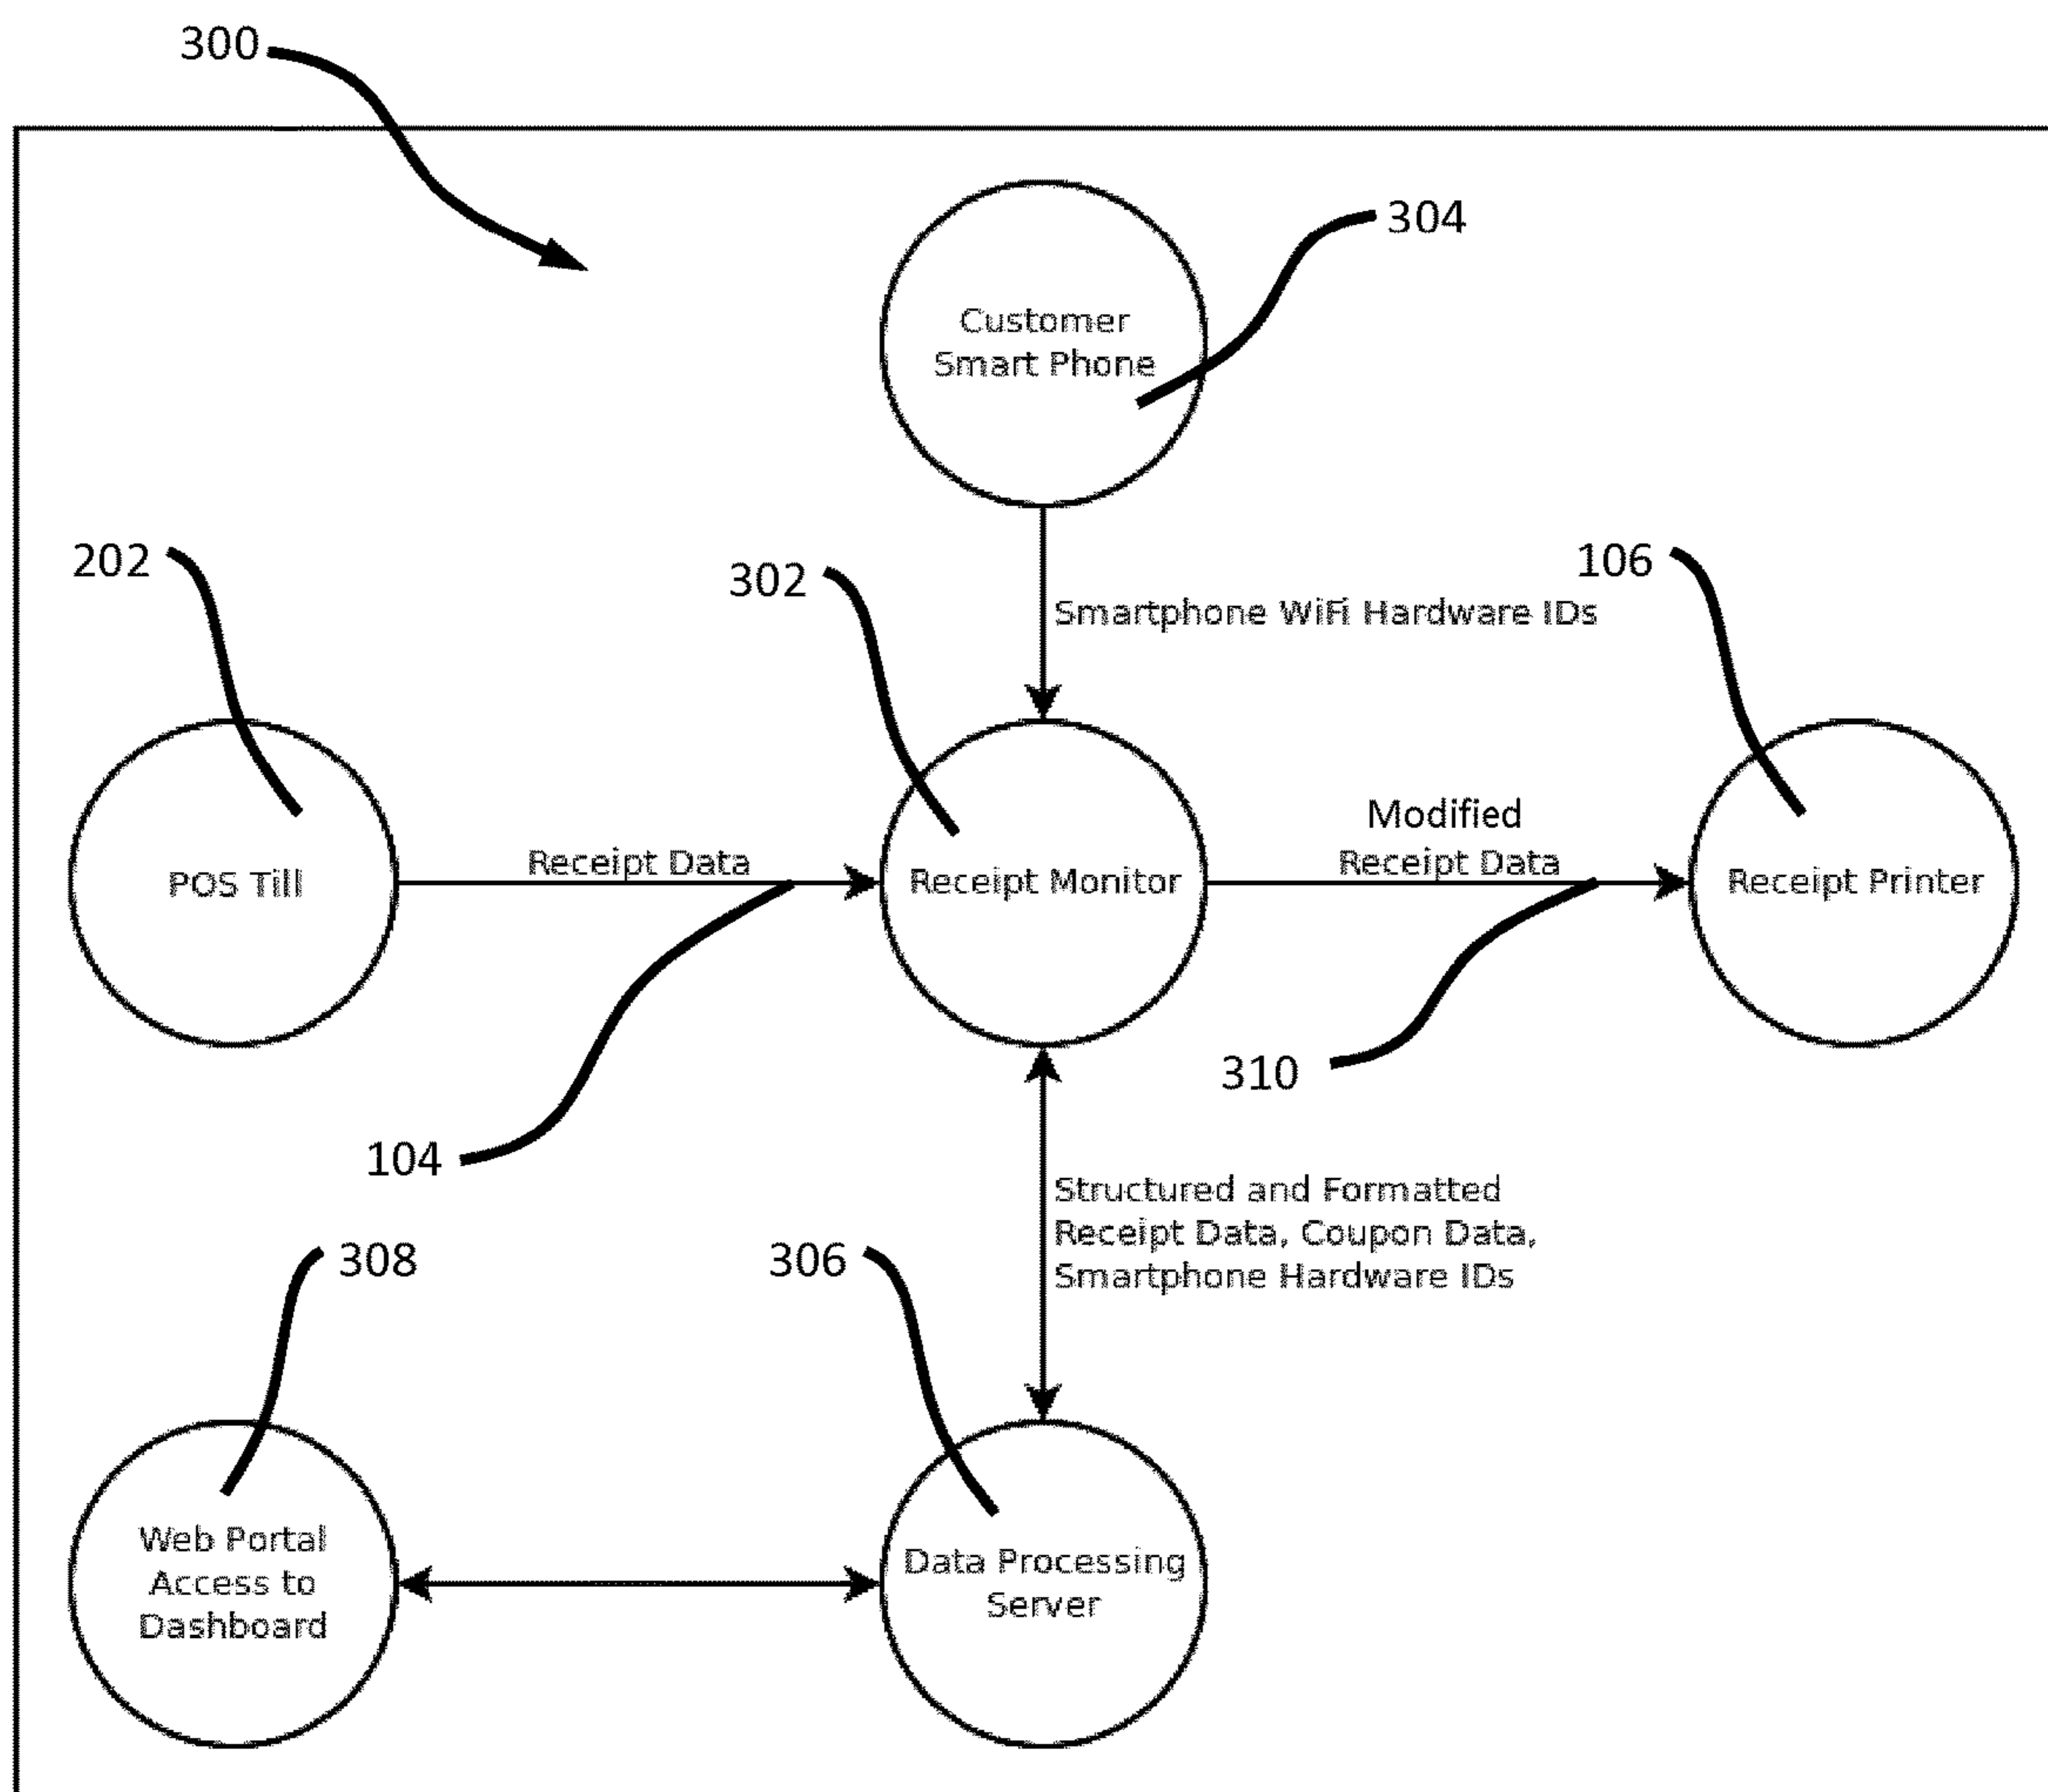 300
304
Customer
Smart Phone
202
302
106
Smartphone WiFi Hardware IDs
Modified
Receipt Data
Receipt Data
POS Till
Receipt Monitor
Receipt Printer
310
104
Structured and Formatted
Receipt Data, Coupon Data,
Smartphone Hardware IDs
308
306
Web Portal
Access to
Dashboard
Data Processing
Server